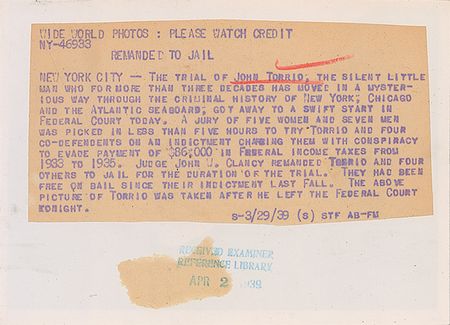 WIDE WORLD PHOTOS : PLEASE WATCH CREDIT
NY-46933
REMANDED TO JAIL
NEW YORK CITY -- THE TRIAL OF JOHN TORRIO, THE SILENT LITTLE
MAN WHO FOR MORE THAN THREE DECADES HAS MOVED IN A MYSTER-
IOUS WAY THROUGH THE CRIMINAL HISTORY OF NEW YORK, CHICAGO
AND THE ATLANTIC SEABOARD, GOT AWAY TO A SWIFT START IN
FEDERAL COURT TODAY. A JURY OF FIVE WOMEN AND SEVEN MEN
WAS PICKED IN LESS THAN FIVE HOURS TO TRY TORRIO AND FOUR
CO-DEFENDENTS ON AN INDICTMENT CHARGING THEM WITH CONSPIRACY
TO EVADE PAYMENT OF $86,000 IN FEDERAL INCOME TAXES FROM
1933 TO 1935. JUDGE JOHN W. CLANCY REMANDED TORRIO AND FOUR
OTHERS TO JAIL FOR THE DURATION OF THE TRIAL. THEY HAD BEEN
FREE ON BAIL SINCE THEIR INDICTMENT LAST FALL. THE ABOVE
PICTURE OF TORRIO WAS TAKEN AFTER HE LEFT THE FEDERAL COURT
TONIGHT.
S-3/29/39 (S) STF AB-FM
RECEIVED EXAMINER
REFERENCE LIBRARY
APR 2 1939